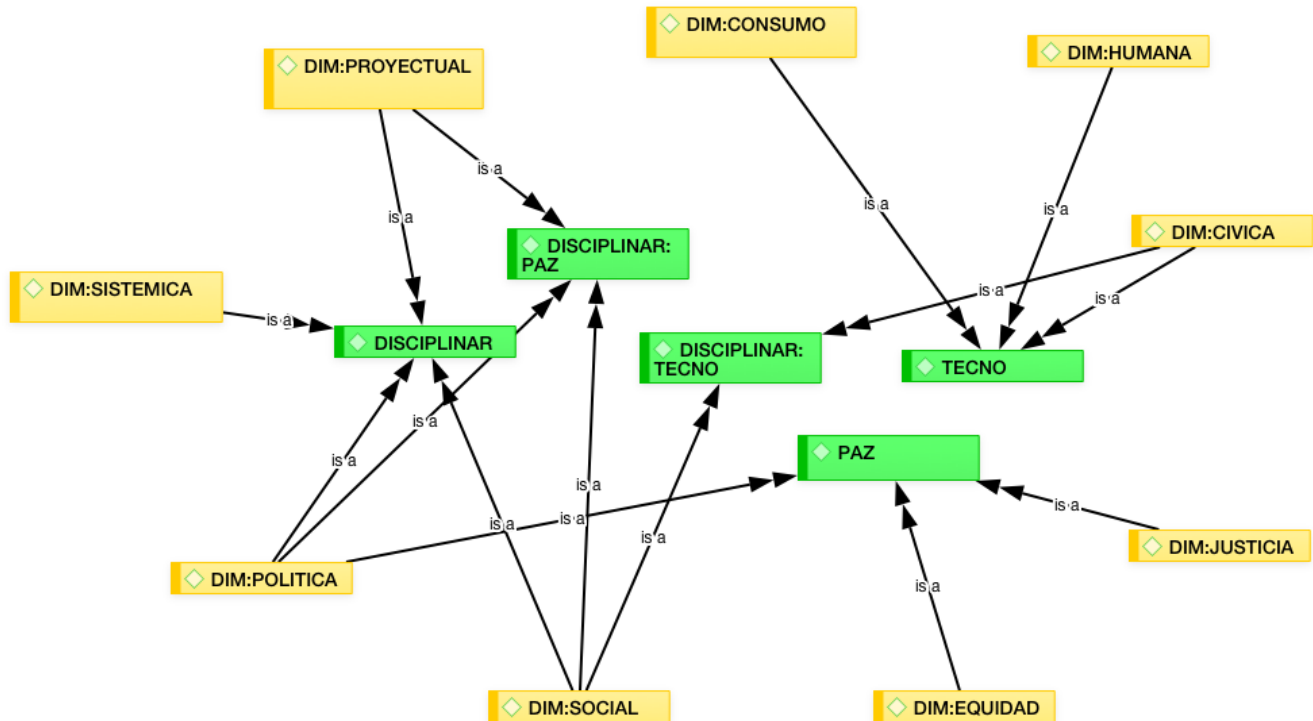 DIM:CONSUMO
DIM:HUMANA
DIM:PROYECTUAL
is a
is a
is a
is a
DIM:CIVICA
DISCIPLINAR:
PAZ
DIM:SISTEMICA
is a
is a
is a
DISCIPLINAR
DISCIPLINAR:
TECNO
TECNO
is a
PAZ
is a
is a
is a
is a
is a
is a
is a
DIM:JUSTICIA
DIM:POLITICA
is a
DIM:SOCIAL
DIM:EQUIDAD